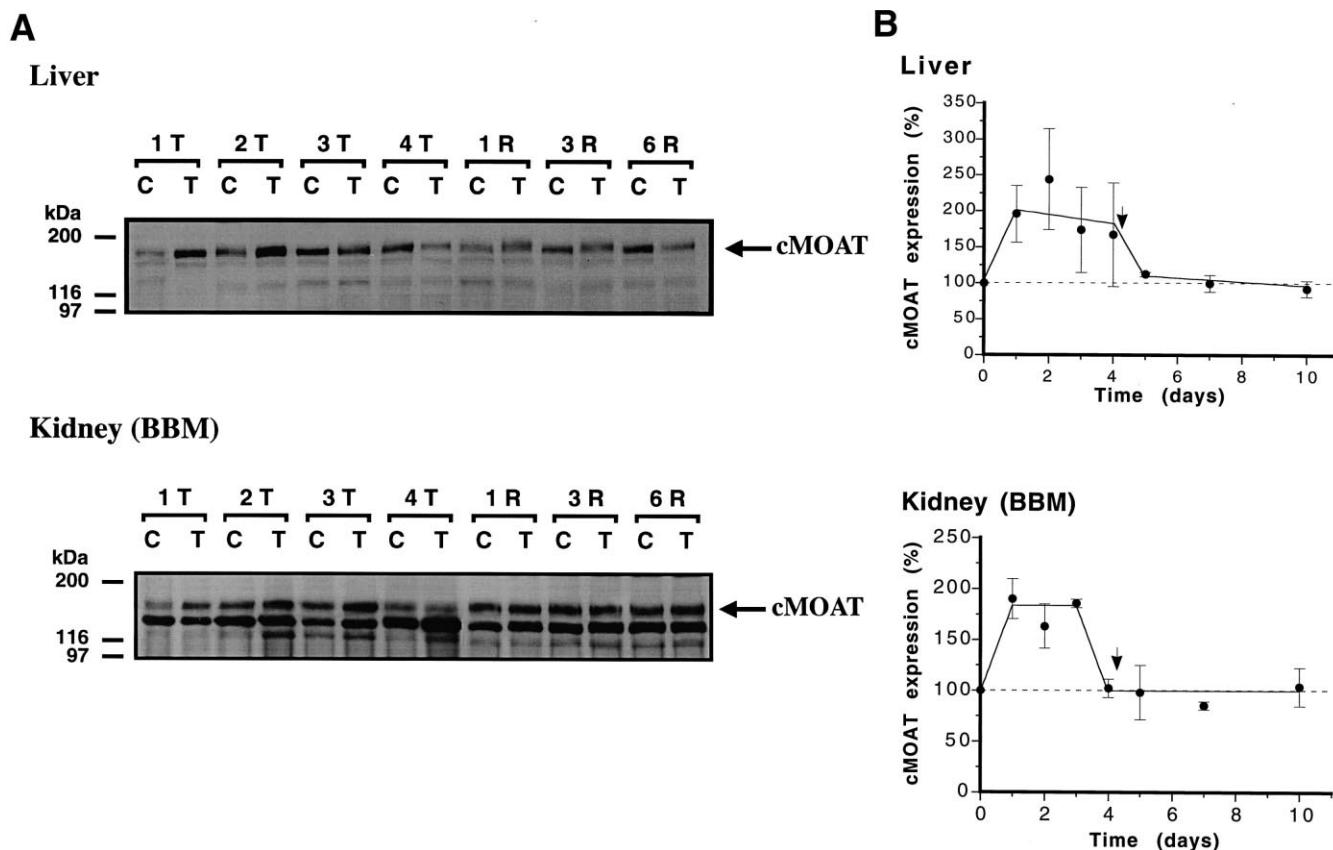 A
Liver
1 T 2 T 3 T 4 T 1 R 3 R 6 R
C T C T C T C T C T C T C T
kDa
200
116
97
cMOAT
Kidney (BBM)
1 T 2 T 3 T 4 T 1 R 3 R 6 R
C T C T C T C T C T C T C T
kDa
200
116
97
cMOAT
B
Liver
cMOAT expression (%)
350
300
250
200
150
100
50
0
0 2 4 6 8 10
Time (days)
Kidney (BBM)
cMOAT expression (%)
250
200
150
100
50
0
0 2 4 6 8 10
Time (days)